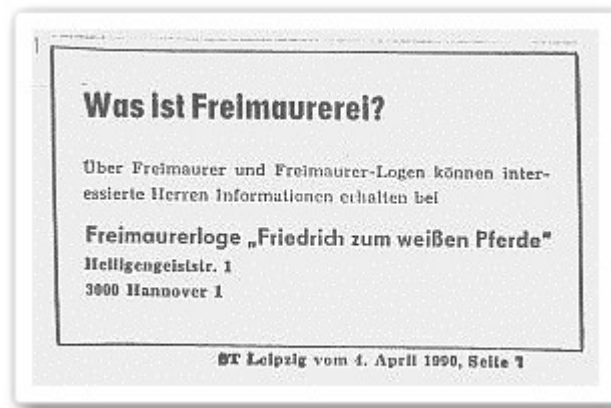 Was ist Freimaurerei?
Über Freimaurer und Freimaurer-Logen können inter-
essierte Herren Informationen erhalten bei
Freimaurerloge „Friedrich zum weißen Pferde"
Heiligengeiststr. 1
3000 Hannover 1
BT Leipzig vom 4. April 1990, Seite 7